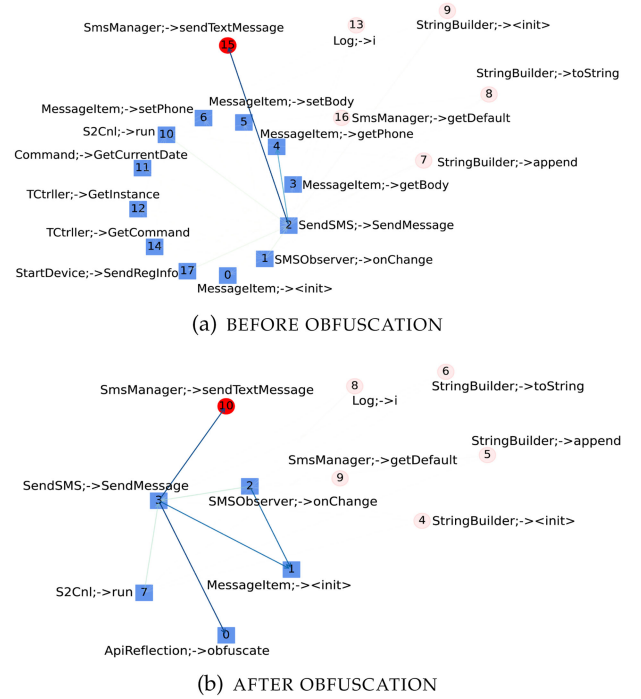 SmsManager;->sendTextMessage
15
13
Log;->i
9
StringBuilder;-><init>
StringBuilder;->toString
8
MessageItem;->setPhone
6
MessageItem;->setBody
5
16 SmsManager;->getDefault
S2Cnl;->run
10
MessageItem;->getPhone
4
Command;->GetCurrentDate
11
7
StringBuilder;->append
TCtrller;->GetInstance
12
3 MessageItem;->getBody
2 SendSMS;->SendMessage
TCtrller;->GetCommand
14
1 SMSObserver;->onChange
StartDevice;->SendRegInfo 17
0
MessageItem;-><init>
(a) BEFORE OBFUSCATION
SmsManager;->sendTextMessage
10
8
Log;->i
6
StringBuilder;->toString
StringBuilder;->append
5
SmsManager;->getDefault
9
SendSMS;->SendMessage
3
2
SMSObserver;->onChange
4 StringBuilder;-><init>
1
MessageItem;-><init>
S2Cnl;->run 7
0
ApiReflection;->obfuscate
(b) AFTER OBFUSCATION